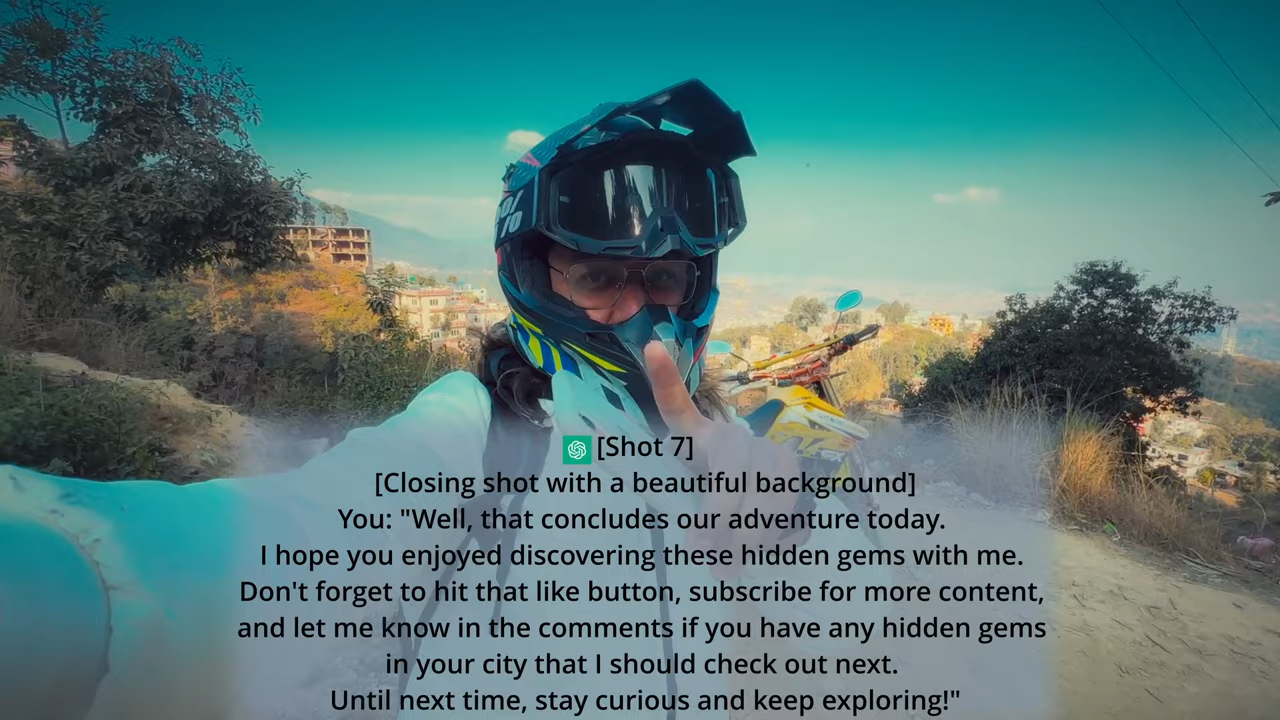 [Shot 7]
[Closing shot with a beautiful background]
You: "Well, that concludes our adventure today.
I hope you enjoyed discovering these hidden gems with me.
Don't forget to hit that like button, subscribe for more content,
and let me know in the comments if you have any hidden gems
in your city that I should check out next.
Until next time, stay curious and keep exploring!"